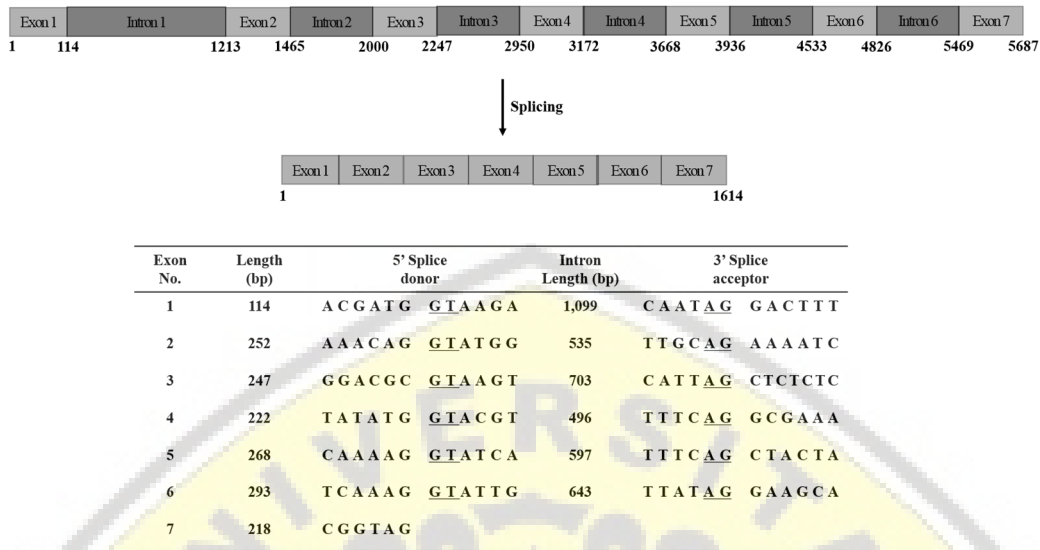 Exon 1 Intron 1 Exon 2 Intron 2 Exon 3 Intron 3 Exon 4 Intron 4 Exon 5 Intron 5 Exon 6 Intron 6 Exon 7
1 114 1213 1465 2000 2247 2950 3172 3668 3936 4533 4826 5469 5687
Splicing
Exon 1 Exon 2 Exon 3 Exon 4 Exon 5 Exon 6 Exon 7
1 1614
Exon Length 5’ Splice Intron 3’ Splice
No. (bp) donor Length (bp) acceptor
1 114 A C G A T G G T A A G A 1,099 C A A T A G G A C T T T
2 252 A A A C A G G T A T G G 535 T T G C A G A A A A T C
3 247 G G A C G C G T A A G T 703 C A T T A G C T C T C T C
4 222 T A T A T G G T A C G T 496 T T T C A G G C G A A A
5 268 C A A A A G G T A T C A 597 T T T C A G C T A C T A
6 293 T C A A A G G T A T T G 643 T T A T A G G A A G C A
7 218 C G G T A G
UNIVERSIT